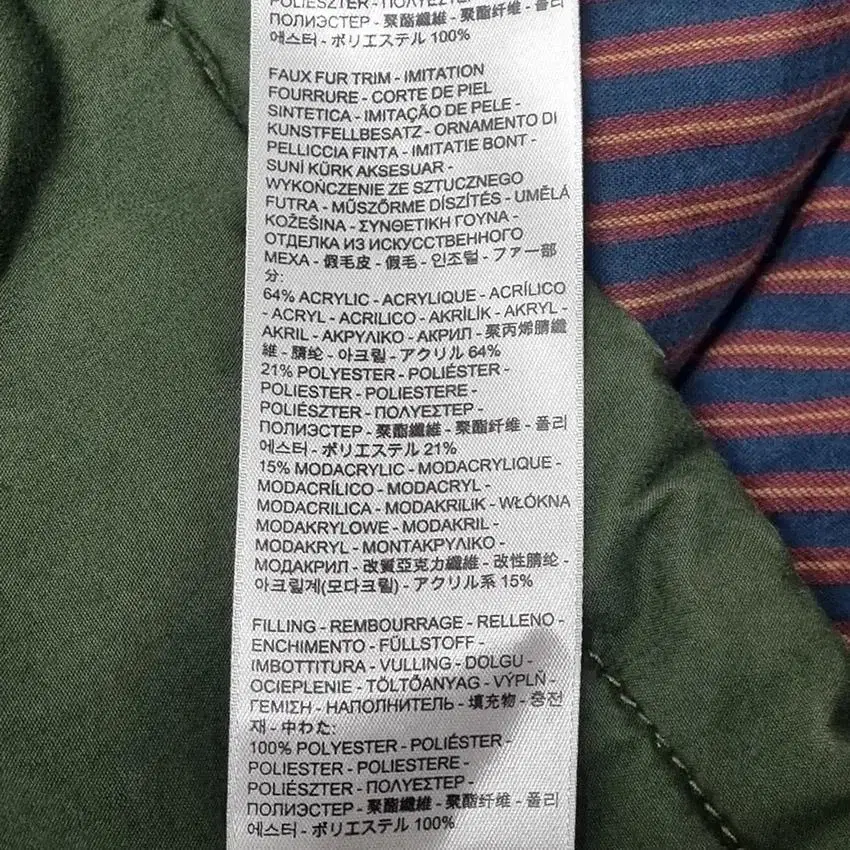 POLIESZTER - ΠΟΛΥΕΣΤΕΡ -
ПОЛИЭСТЕР - 聚酯纖維 - 聚酯纤维 - 폴리
에스터 - ポリエステル 100%
FAUX FUR TRIM - IMITATION
FOURRURE - CORTE DE PIEL
SINTETICA - IMITAÇÃO DE PELE -
KUNSTFELLBESATZ - ORNAMENTO DI
PELLICCIA FINTA - IMITATIE BONT -
SUNİ KÜRK AKSESUAR -
WYKOŃCZENIE ZE SZTUCZNEGO
FUTRA - MŰSZŐRME DÍSZÍTÉS - UMĚLÁ
KOŽEŠINA - ΣΥΝΘΕΤΙΚΗ ΓΟΥΝΑ -
ОТДЕЛКА ИЗ ИСКУССТВЕННОГО
МЕХА - 假毛皮 - 假毛 - 인조털 - ファー部
分:
64% ACRYLIC - ACRYLIQUE - ACRÍLICO
- ACRYL - ACRILICO - AKRİLİK - AKRYL -
AKRIL - ΑΚΡΥΛΙΚΟ - АКРИЛ - 聚丙烯腈纖
維 - 腈纶 - 아크릴 - アクリル 64%
21% POLYESTER - POLIÉSTER -
POLIESTER - POLIESTERE -
POLIÉSZTER - ΠΟΛΥΕΣΤΕΡ -
ПОЛИЭСТЕР - 聚酯纖維 - 聚酯纤维 - 폴리
에스터 - ポリエステル 21%
15% MODACRYLIC - MODACRYLIQUE -
MODACRÍLICO - MODACRYL -
MODACRILICA - MODAKRİLİK - WŁÓKNA
MODAKRYLOWE - MODAKRIL -
MODAKRYL - ΜΟΝΤΑΚΡΥΛΙΚΟ -
МОДАКРИЛ - 改質亞克力纖維 - 改性腈纶 -
아크릴계(모다크릴) - アクリル系 15%
FILLING - REMBOURRAGE - RELLENO -
ENCHIMENTO - FÜLLSTOFF -
IMBOTTITURA - VULLING - DOLGU -
OCIEPLENIE - TÖLTŐANYAG - VÝPLŇ -
ΓΕΜΙΣΗ - НАПОЛНИТЕЛЬ - 填充物 - 충전
재 - 中わた:
100% POLYESTER - POLIÉSTER -
POLIESTER - POLIESTERE -
POLIÉSZTER - ΠΟΛΥΕΣΤΕΡ -
ПОЛИЭСТЕР - 聚酯纖維 - 聚酯纤维 - 폴리
에스터 - ポリエステル 100%